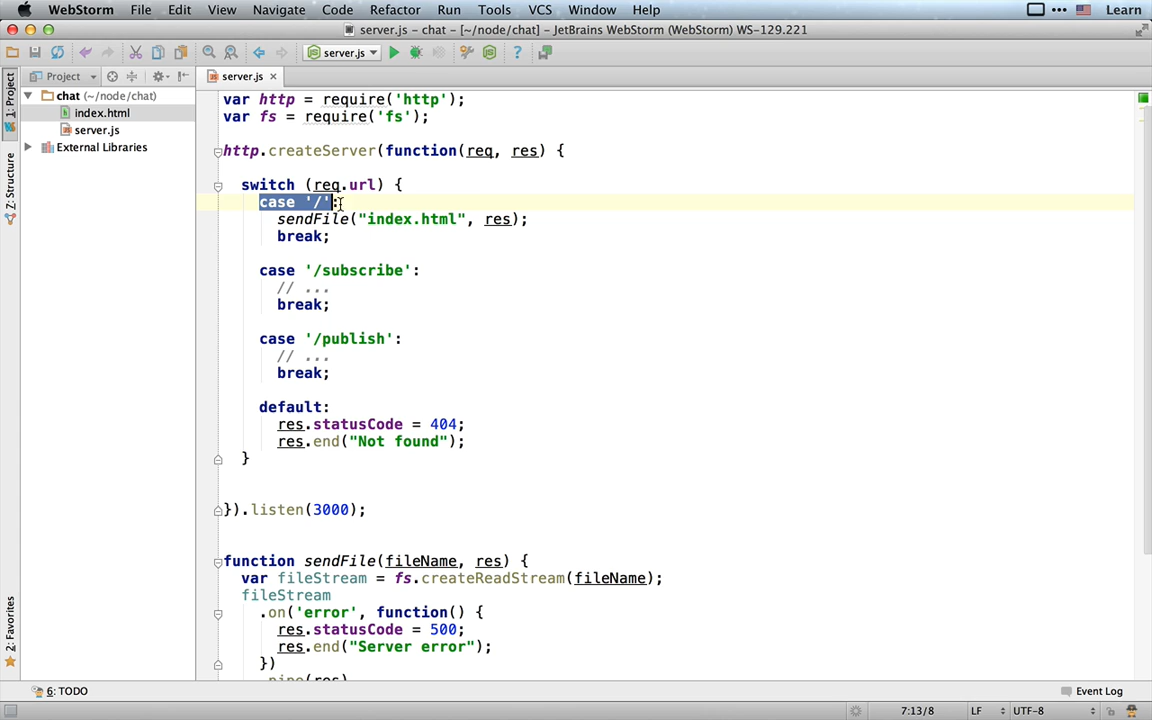 WebStorm File Edit View Navigate Code Refactor Run Tools VCS Window Help Learn
server.js - chat - [~/node/chat] - JetBrains WebStorm (WebStorm) WS-129.221
server.js
Project
server.js
1: Project
Z: Structure
2: Favorites
chat (~/node/chat)
index.html
server.js
External Libraries
var http = require('http');
var fs = require('fs');
http.createServer(function(req, res) {
switch (req.url) {
case '/':
sendFile("index.html", res);
break;
case '/subscribe':
// ...
break;
case '/publish':
// ...
break;
default:
res.statusCode = 404;
res.end("Not found");
}
}).listen(3000);
function sendFile(fileName, res) {
var fileStream = fs.createReadStream(fileName);
fileStream
.on('error', function() {
res.statusCode = 500;
res.end("Server error");
})
.pipe(res)
6: TODO
Event Log
7:13/8 LF UTF-8